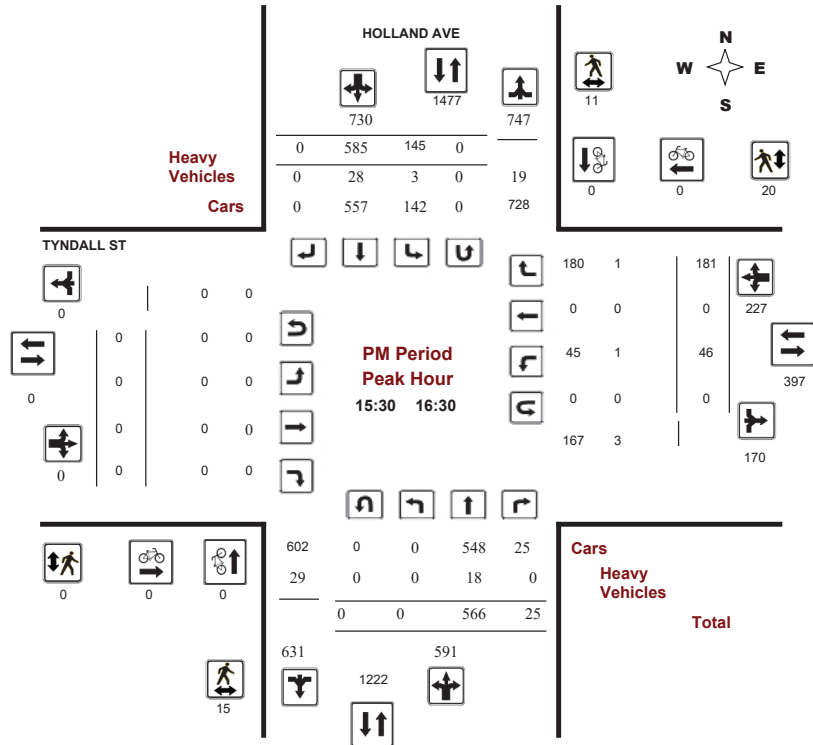 HOLLAND AVE
N
W E
S
1477
11
730 747
0 585 145 0
Heavy
Vehicles
0 28 3 0 19
Cars
0 557 142 0 728
0 0 20
TYNDALL ST
180 1 181
0 0 0
0 0 0
227
0 0 0
45 1 46
397
0
0 0 0
0 0 0
0 0 0
0
0 0 0
167 3
170
PM Period
Peak Hour
15:30 16:30
602 0 0 548 25
Cars
29 0 0 18 0
Heavy
Vehicles
0 0 0
0 0 566 25
Total
631 591
1222
15